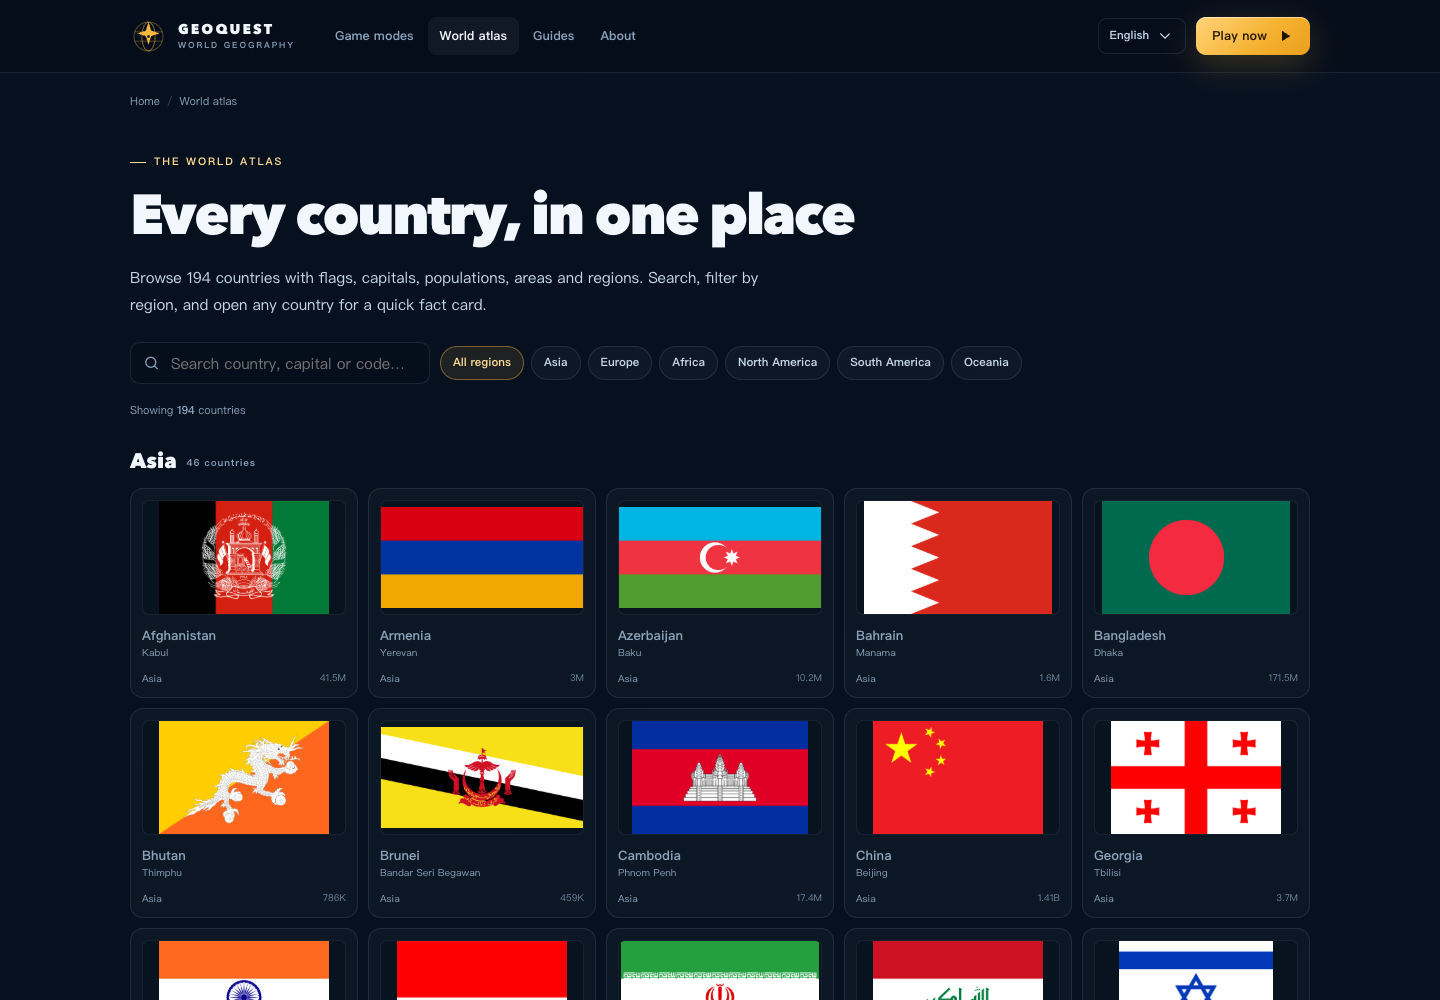 GEOQUEST
WORLD GEOGRAPHY
Game modes
World atlas
Guides
About
English
Play now
Home / World atlas
THE WORLD ATLAS
Every country, in one place
Browse 194 countries with flags, capitals, populations, areas and regions. Search, filter by
region, and open any country for a quick fact card.
Search country, capital or code...
All regions
Asia
Europe
Africa
North America
South America
Oceania
Showing 194 countries
Asia
46 countries
Afghanistan
Kabul
Asia
41.5M
Armenia
Yerevan
Asia
3M
Azerbaijan
Baku
Asia
10.2M
Bahrain
Manama
Asia
1.6M
Bangladesh
Dhaka
Asia
171.5M
Bhutan
Thimphu
Asia
786K
Brunei
Bandar Seri Begawan
Asia
459K
Cambodia
Phnom Penh
Asia
17.4M
China
Beijing
Asia
1.41B
Georgia
Tbilisi
Asia
3.7M